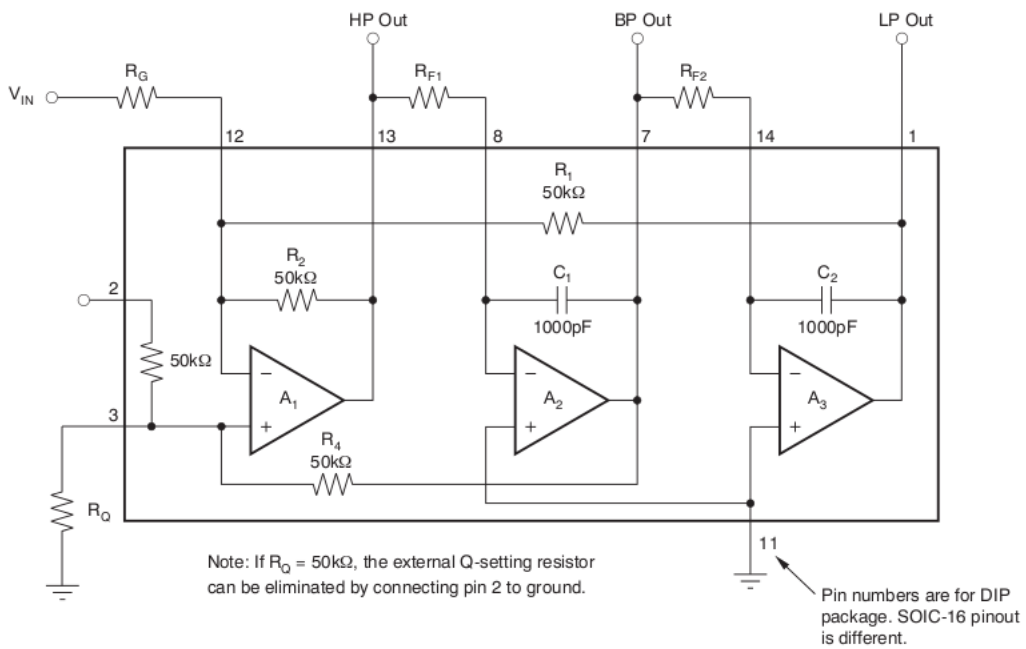 HP Out
BP Out
LP Out
V_IN
R_G
R_F1
R_F2
12
13
8
7
14
1
R_1
50kΩ
R_2
50kΩ
C_1
1000pF
C_2
1000pF
2
50kΩ
–
A_1
+
–
A_2
+
–
A_3
+
3
R_4
50kΩ
R_Q
11
Note: If R_Q = 50kΩ, the external Q-setting resistor
can be eliminated by connecting pin 2 to ground.
Pin numbers are for DIP
package. SOIC-16 pinout
is different.